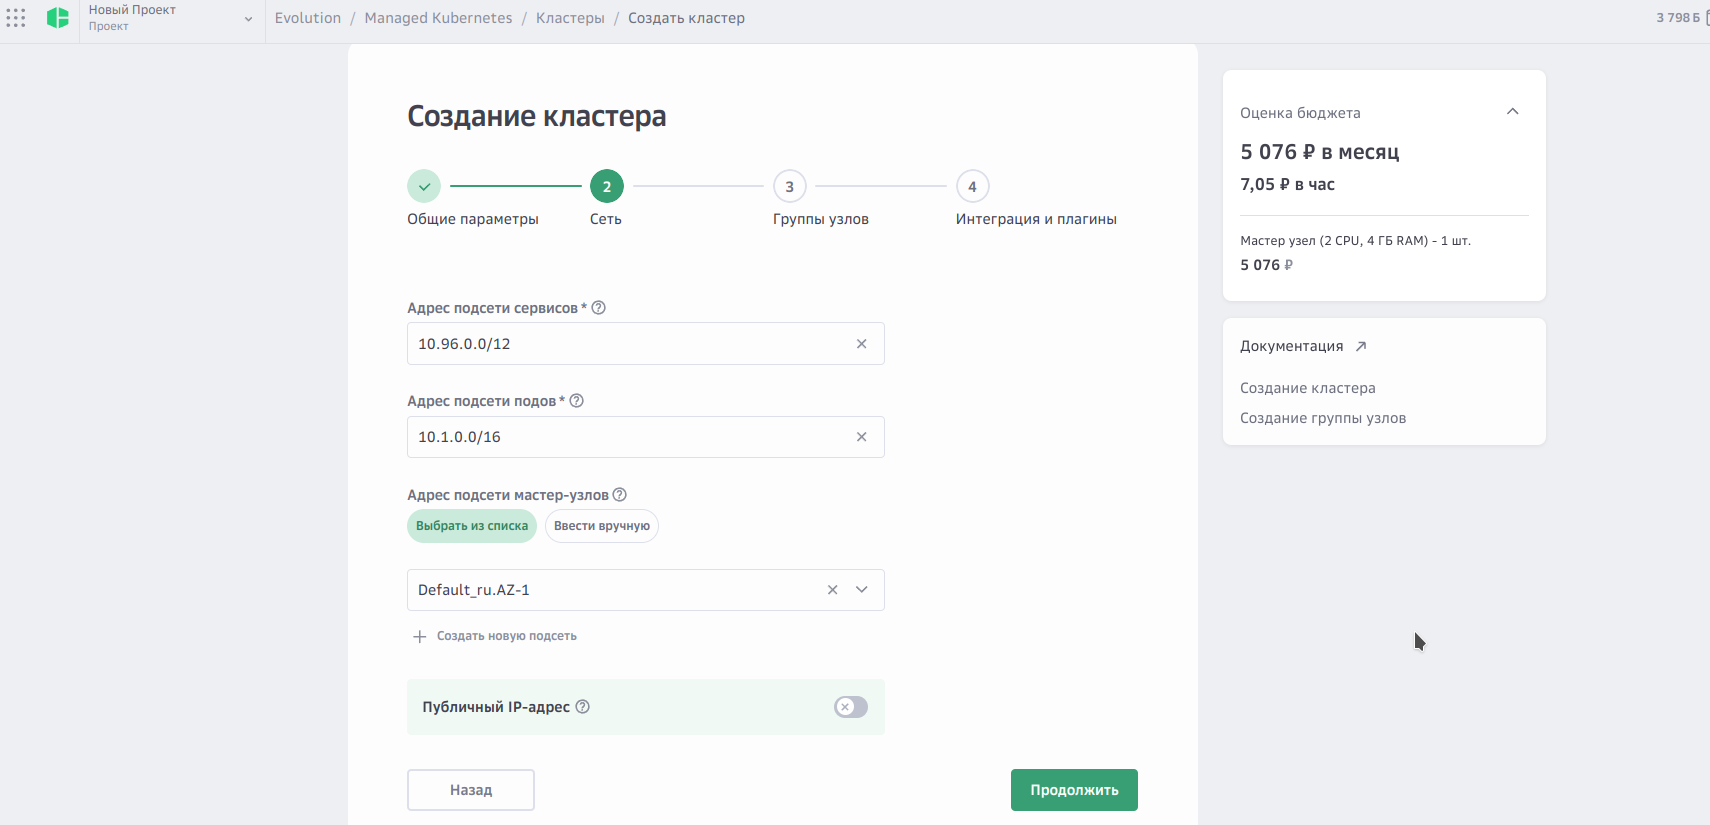 Новый Проект
Проект
Evolution / Managed Kubernetes / Кластеры / Создать кластер
3 798 Б
Создание кластера
2
3
4
Общие параметры
Сеть
Группы узлов
Интеграция и плагины
Адрес подсети сервисов *
10.96.0.0/12
Адрес подсети подов *
10.1.0.0/16
Адрес подсети мастер-узлов
Выбрать из списка
Ввести вручную
Default_ru.AZ-1
Создать новую подсеть
Публичный IP-адрес
Назад
Продолжить
Оценка бюджета
5 076 ₽ в месяц
7,05 ₽ в час
Мастер узел (2 CPU, 4 ГБ RAM) - 1 шт.
5 076 ₽
Документация
Создание кластера
Создание группы узлов